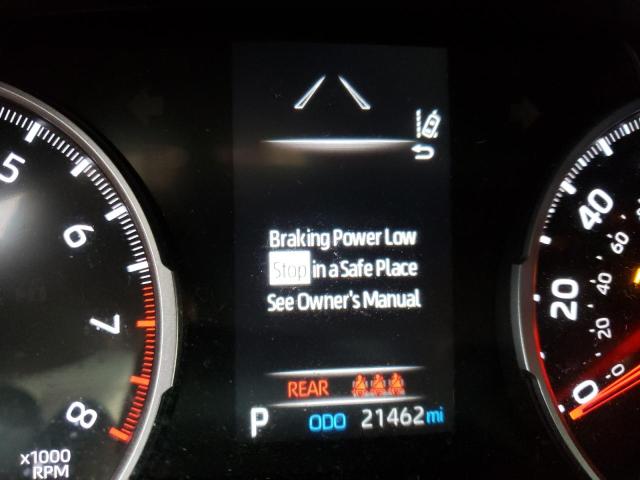 Braking Power Low
Stop in a Safe Place
See Owner's Manual
REAR
P ODO 21462 mi
5
6
7
8
x1000
RPM
40
20
0
60
40
20
0